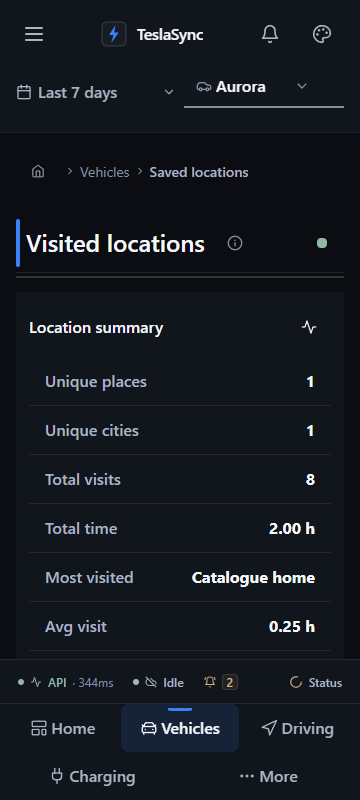 TeslaSync
Last 7 days
Aurora
Vehicles
Saved locations
Visited locations
Location summary
Unique places 1
Unique cities 1
Total visits 8
Total time 2.00 h
Most visited Catalogue home
Avg visit 0.25 h
API · 344ms
Idle
2
Status
Home
Vehicles
Driving
Charging
More